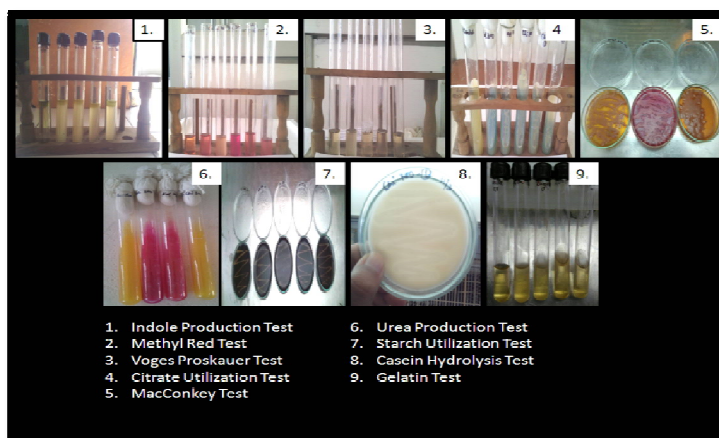 1.
2.
3.
4
5.
6.
7.
8.
9.
1. Indole Production Test
2. Methyl Red Test
3. Voges Proskauer Test
4. Citrate Utilization Test
5. MacConkey Test
6. Urea Production Test
7. Starch Utilization Test
8. Casein Hydrolysis Test
9. Gelatin Test